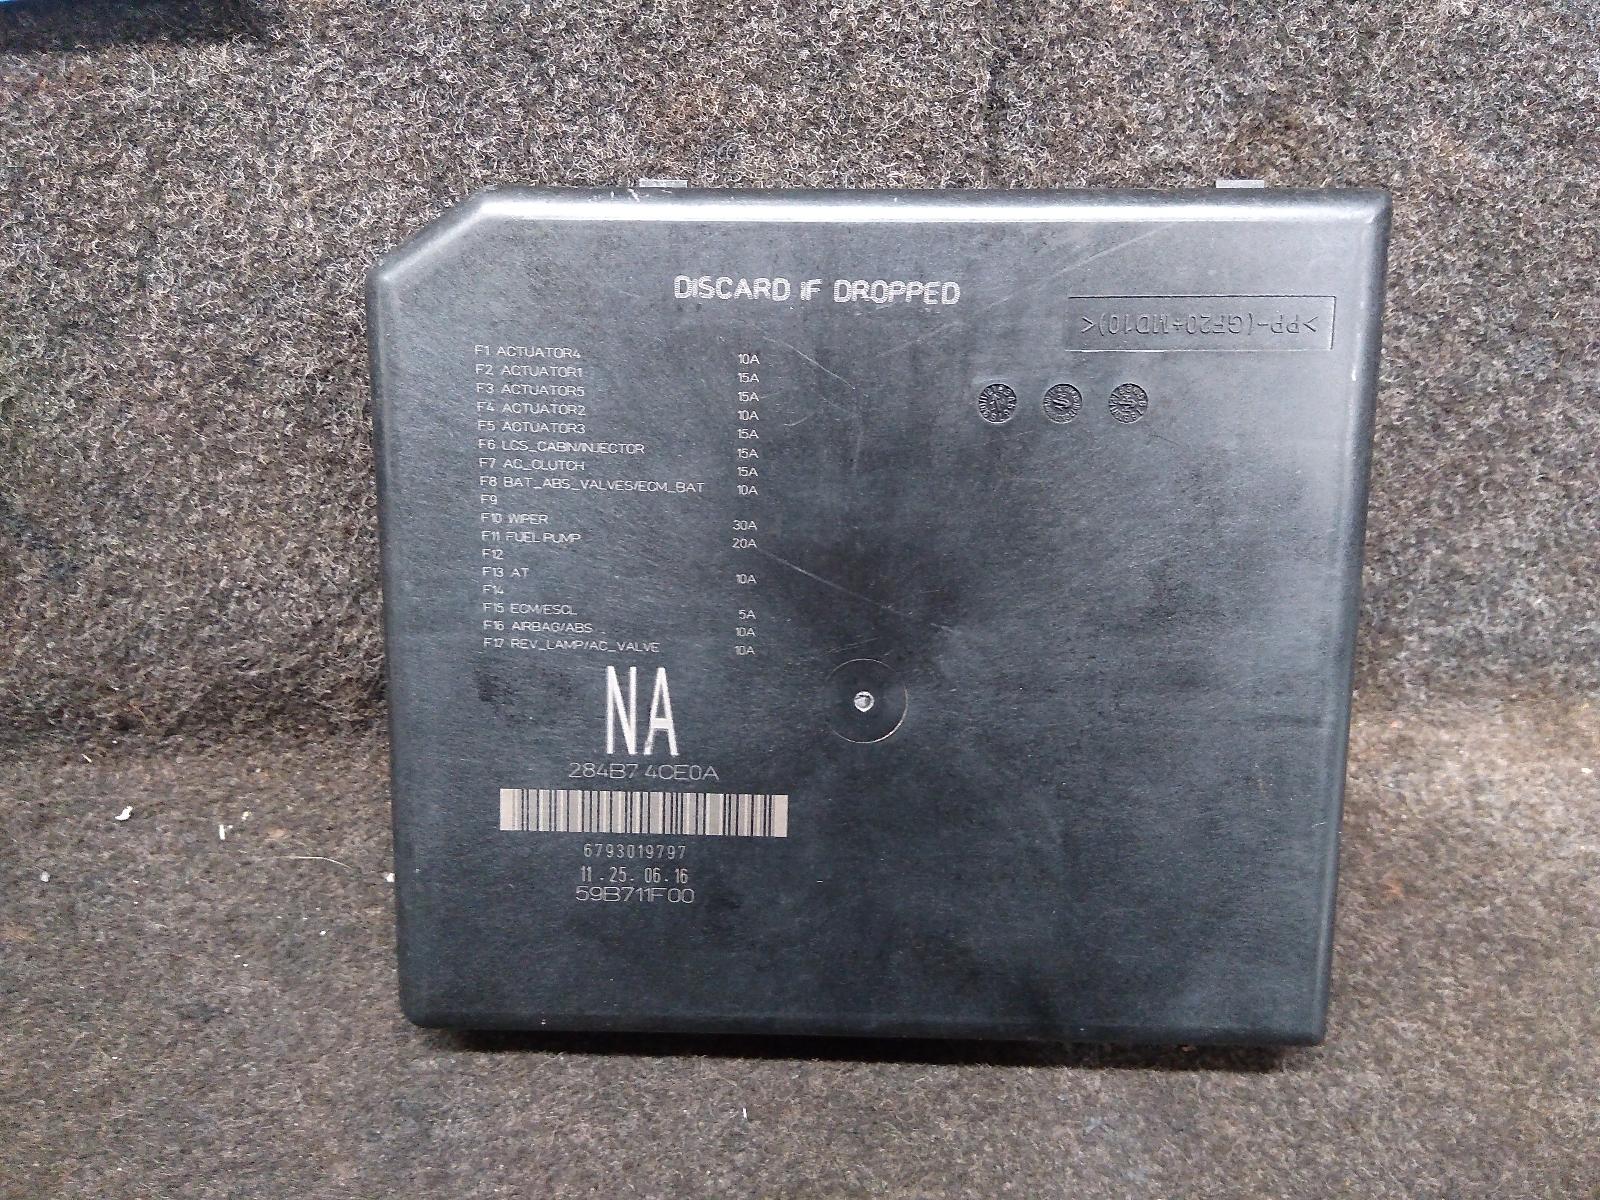 DISCARD IF DROPPED
>PP-(GF20+MD10)<
F1 ACTUATOR4 10A
F2 ACTUATOR1 15A
F3 ACTUATOR5 15A
F4 ACTUATOR2 10A
F5 ACTUATOR3 15A
F6 LCS_CABIN/INJECTOR 15A
F7 AC_CLUTCH 15A
F8 BAT_ABS_VALVES/ECM_BAT 10A
F9
F10 WIPER 30A
F11 FUEL PUMP 20A
F12
F13 AT 10A
F14
F15 ECM/ESCL 5A
F16 AIRBAG/ABS 10A
F17 REV_LAMP/AC_VALVE 10A
NA
284B7 4CE0A
6793019797
11 . 25. 06. 16
59B711F00